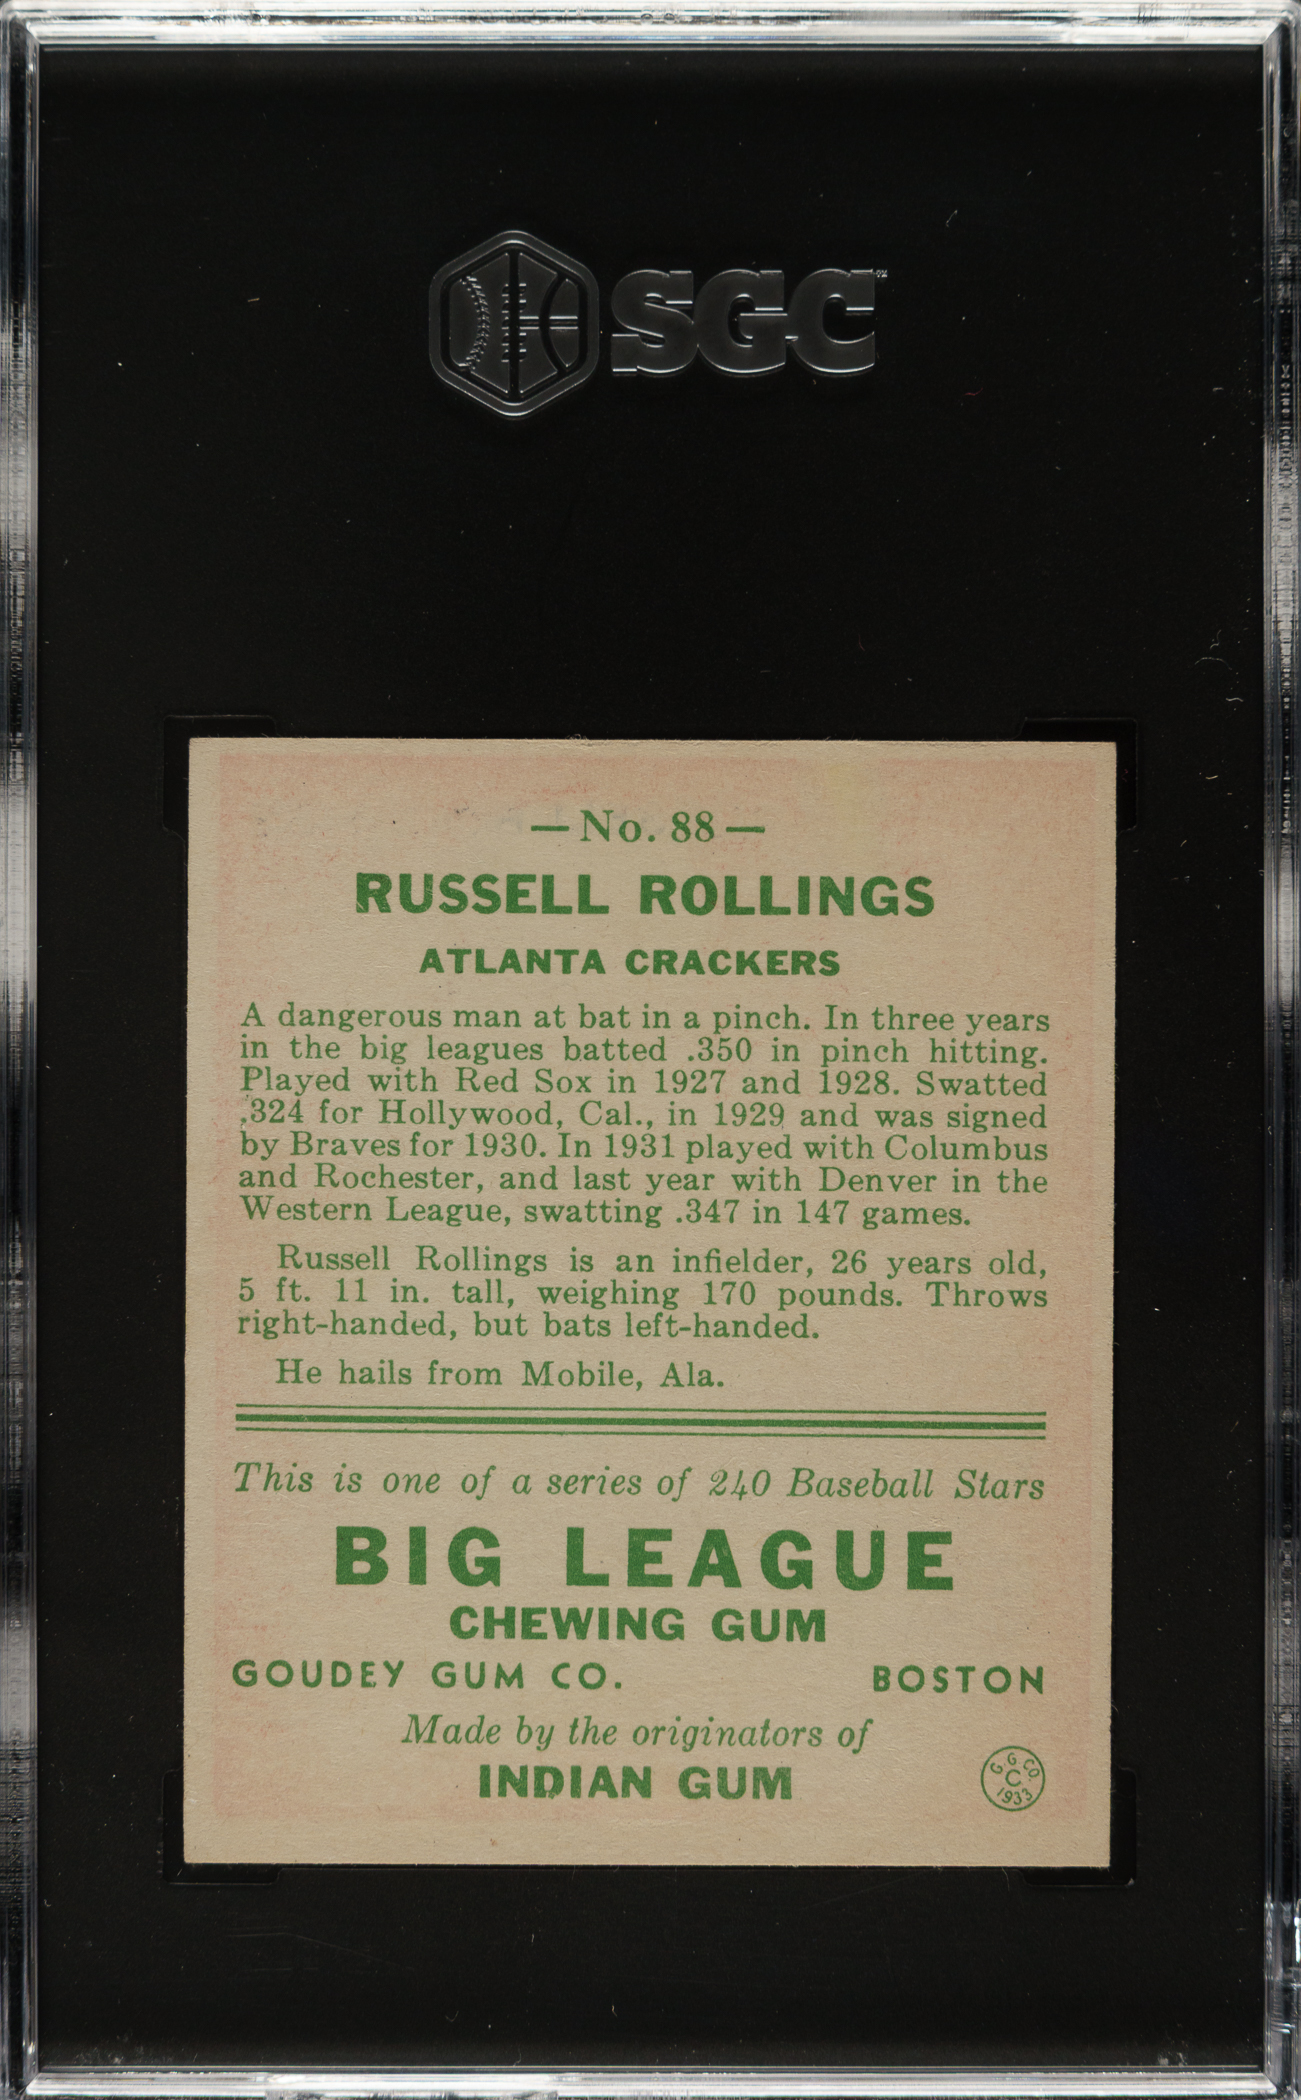 SGC
—No. 88—
RUSSELL ROLLINGS
ATLANTA CRACKERS
A dangerous man at bat in a pinch. In three years
in the big leagues batted .350 in pinch hitting.
Played with Red Sox in 1927 and 1928. Swatted
.324 for Hollywood, Cal., in 1929 and was signed
by Braves for 1930. In 1931 played with Columbus
and Rochester, and last year with Denver in the
Western League, swatting .347 in 147 games.
Russell Rollings is an infielder, 26 years old,
5 ft. 11 in. tall, weighing 170 pounds. Throws
right-handed, but bats left-handed.
He hails from Mobile, Ala.
This is one of a series of 240 Baseball Stars
BIG LEAGUE
CHEWING GUM
GOUDEY GUM CO. BOSTON
Made by the originators of
INDIAN GUM
G. G. CO.
C
1933